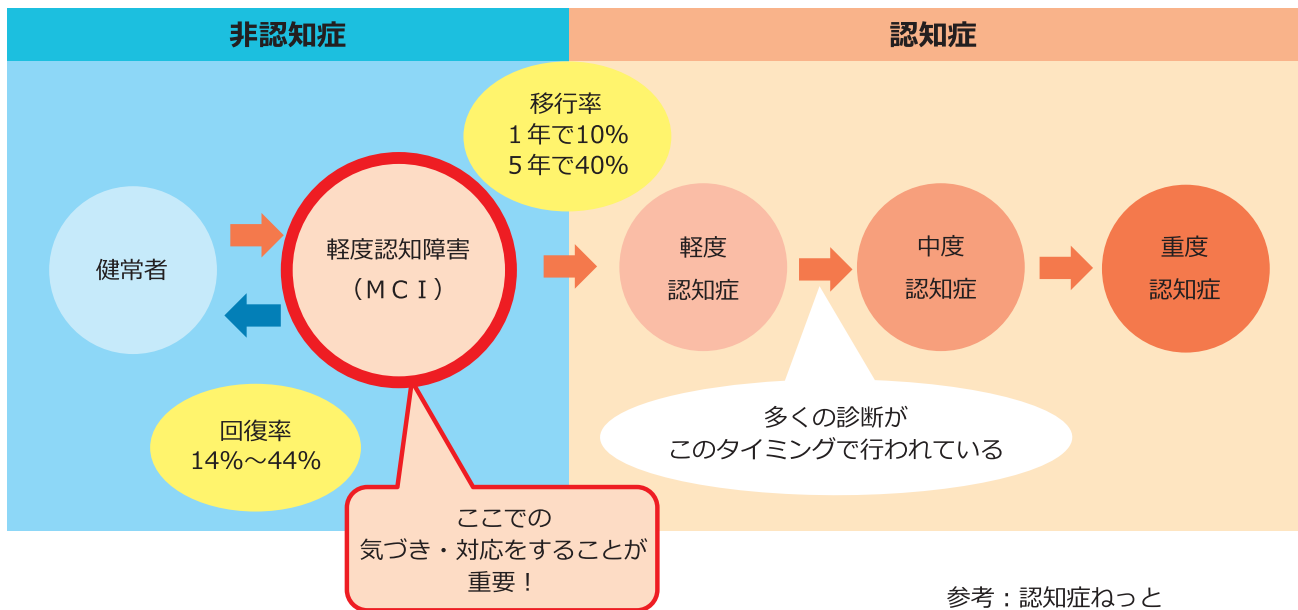 非認知症
認知症
移行率
１年で10%
５年で40%
健常者
軽度認知障害
（ＭＣＩ）
軽度
認知症
中度
認知症
重度
認知症
回復率
14%～44%
多くの診断が
このタイミングで行われている
ここでの
気づき・対応をすることが
重要！
参考：認知症ねっと